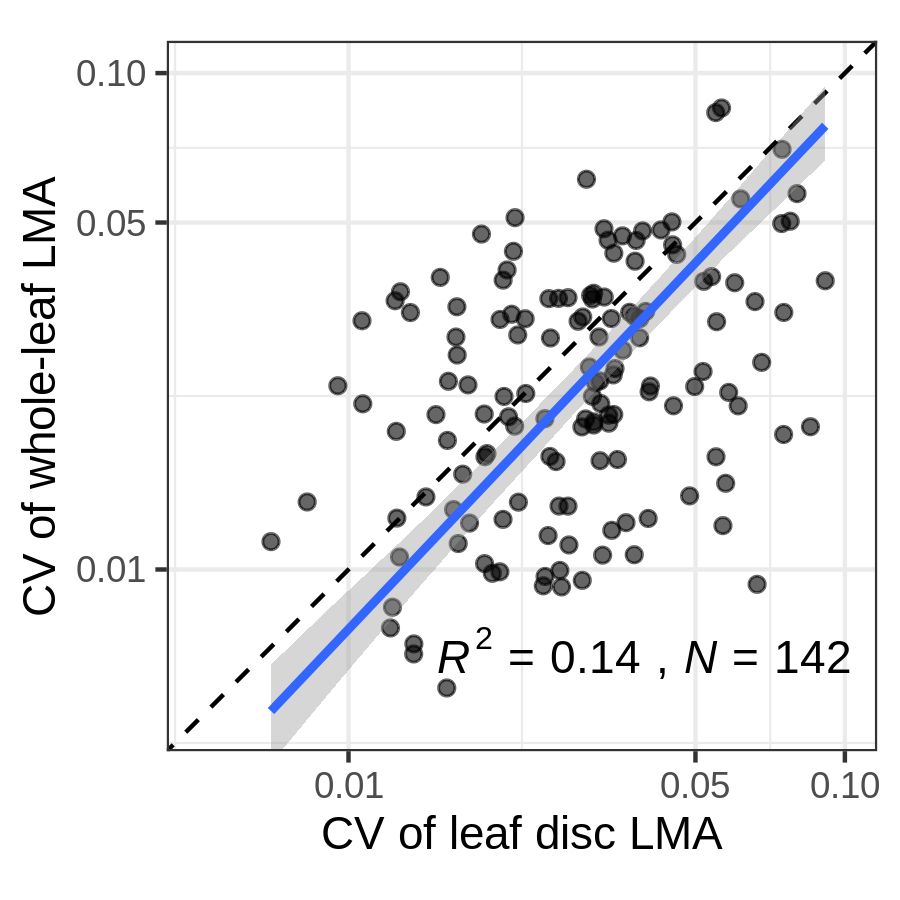 0.10
0.05
0.01
CV of whole-leaf LMA
R² = 0.14 , N = 142
0.01 0.05 0.10
CV of leaf disc LMA